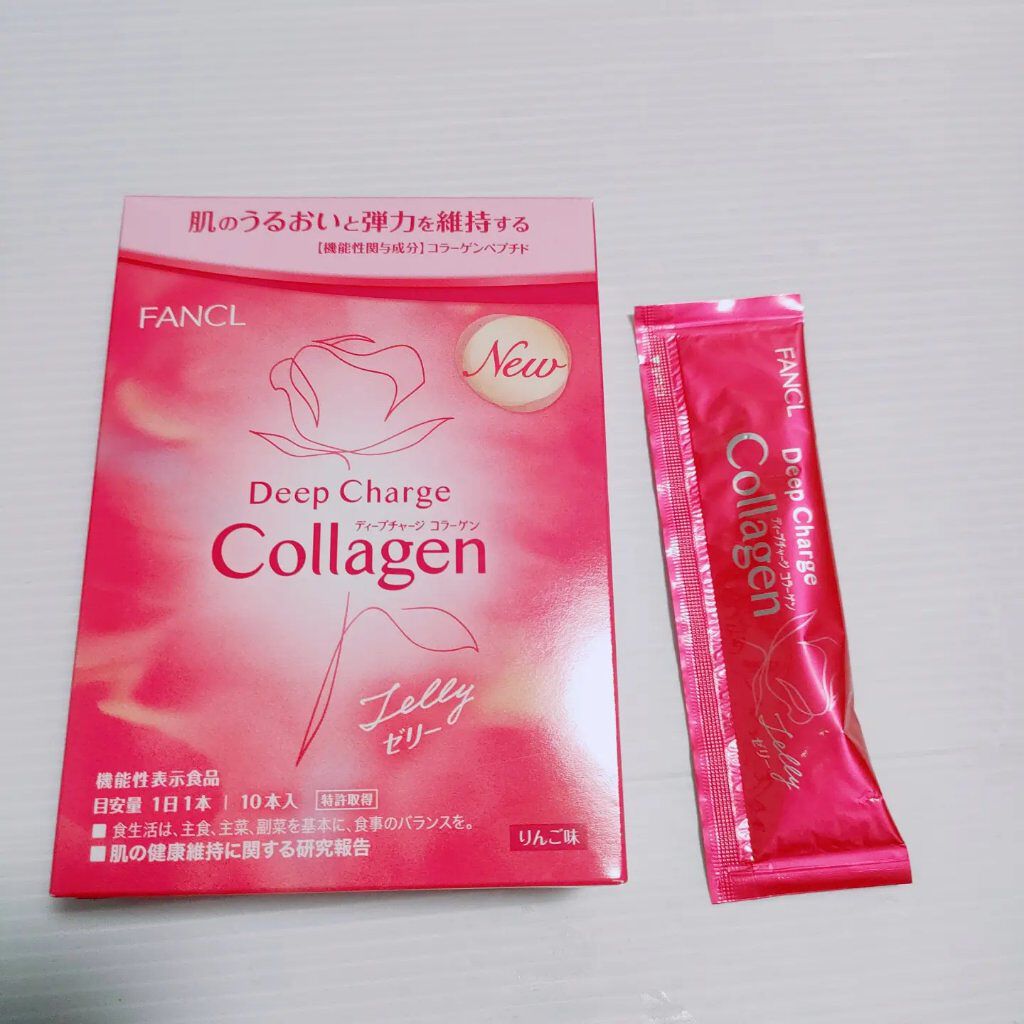 肌のうるおいと弾力を維持する
【機能性関与成分】コラーゲンペプチド
FANCL
New
Deep Charge
ディープチャージ コラーゲン
Collagen
Jelly
ゼリー
機能性表示食品
目安量 1日1本 | 10本入 特許取得
■ 食生活は、主食、主菜、副菜を基本に、食事のバランスを。
■ 肌の健康維持に関する研究報告
りんご味
FANCL
Deep Charge
ディープチャージ コラーゲン
Collagen
Jelly
ゼリー